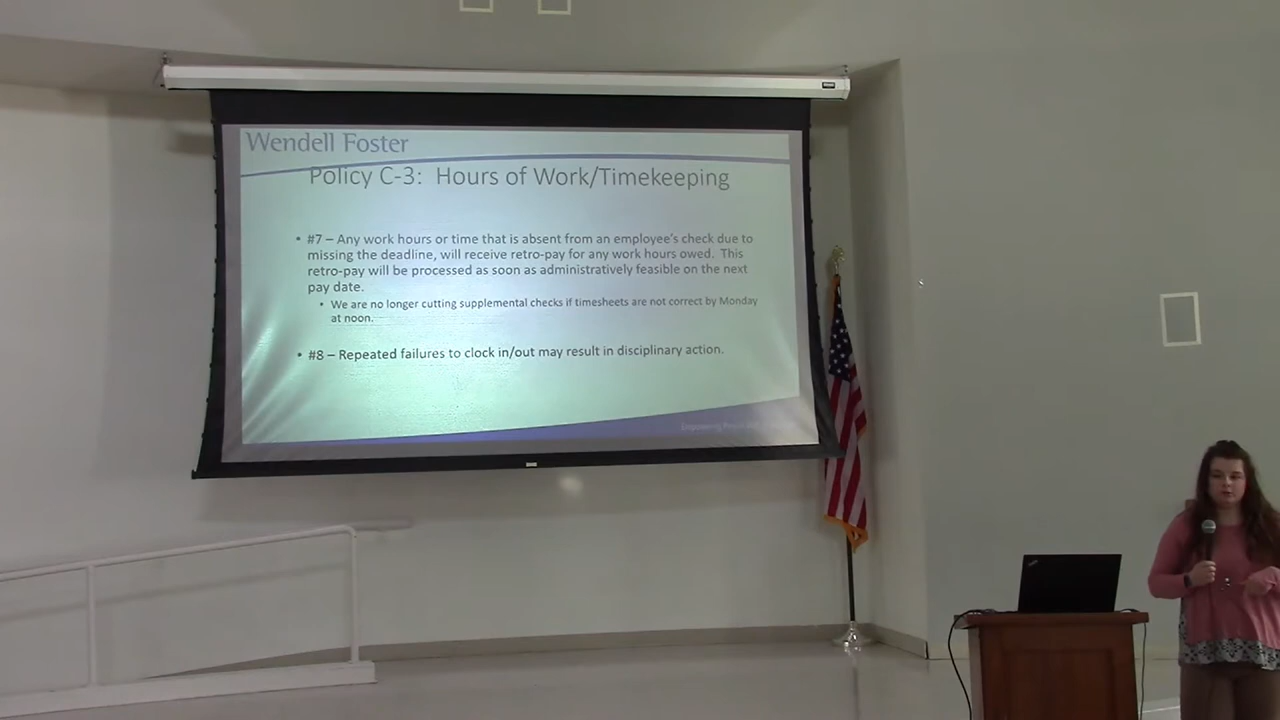 Wendell Foster
Policy C-3: Hours of Work/Timekeeping
• #7 – Any work hours or time that is absent from an employee's check due to
missing the deadline, will receive retro-pay for any work hours owed. This
retro-pay will be processed as soon as administratively feasible on the next
pay date.
• We are no longer cutting supplemental checks if timesheets are not correct by Monday
at noon.
• #8 – Repeated failures to clock in/out may result in disciplinary action.
Empowering